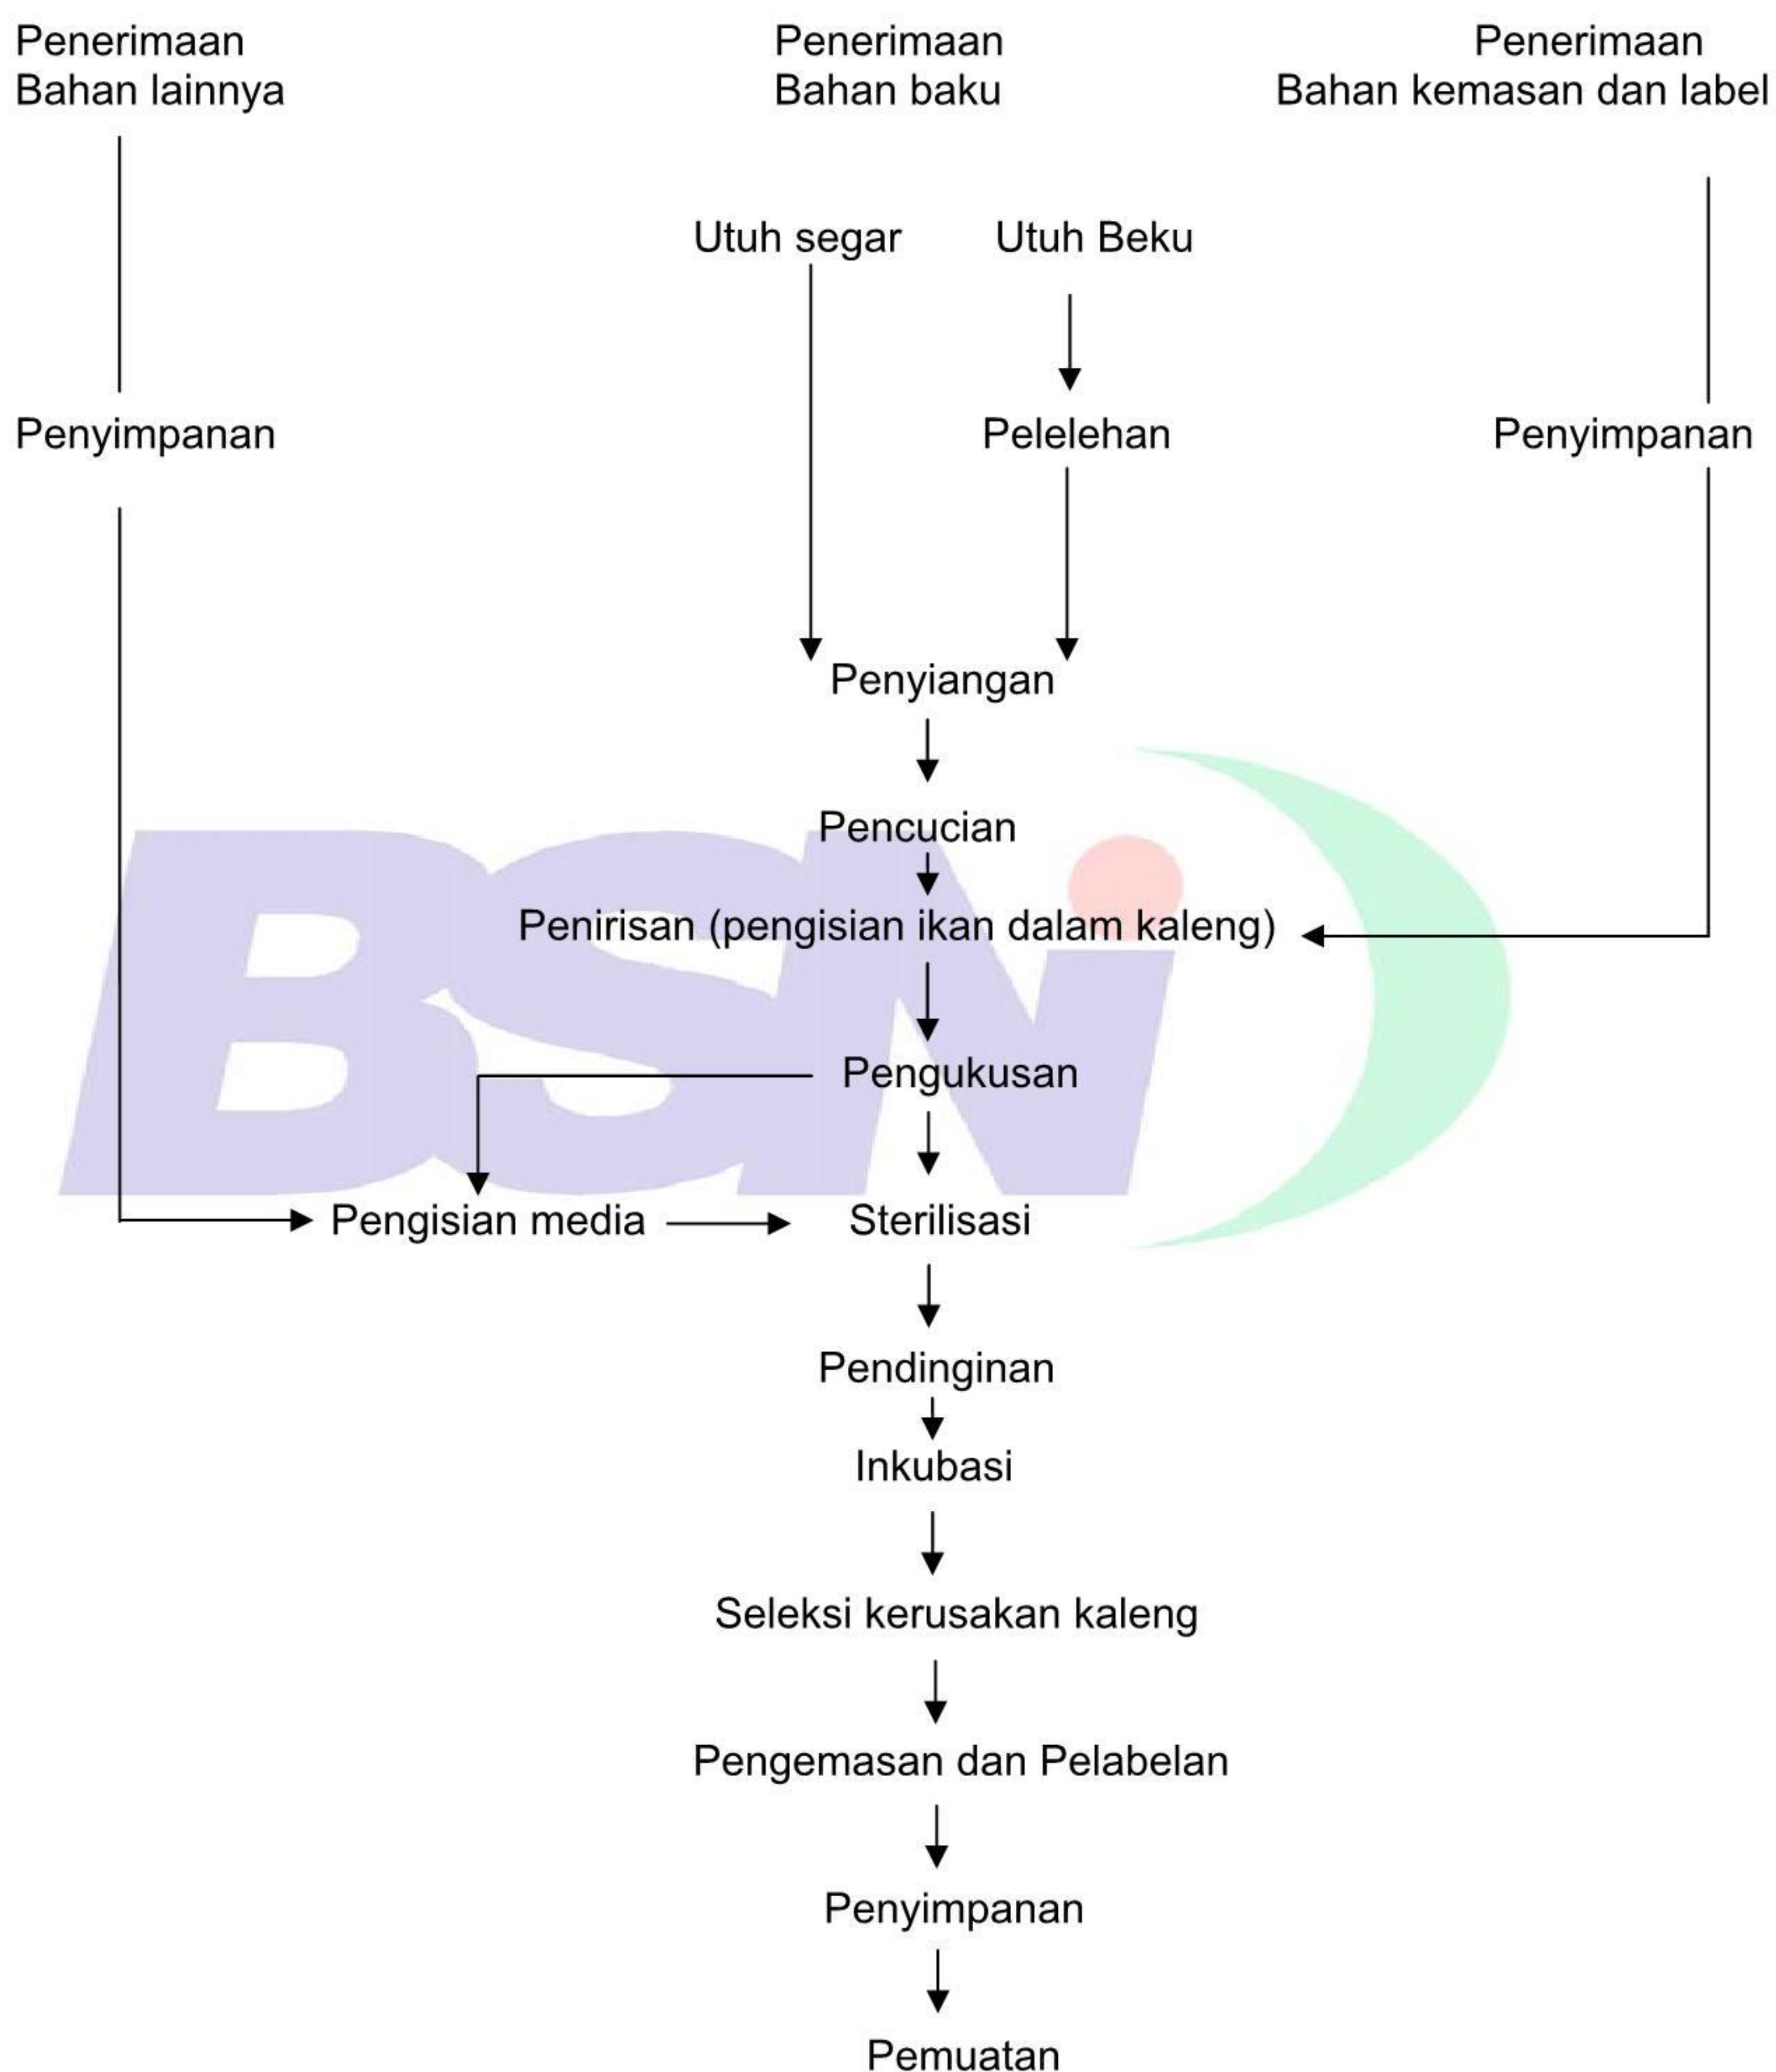 Penerimaan
Bahan lainnya
Penerimaan
Bahan baku
Penerimaan
Bahan kemasan dan label
Utuh segar
Utuh Beku
Penyimpanan
Pelelehan
Penyimpanan
Penyiangan
Pencucian
Penirisan (pengisian ikan dalam kaleng)
Pengukusan
Pengisian media
Sterilisasi
Pendinginan
Inkubasi
Seleksi kerusakan kaleng
Pengemasan dan Pelabelan
Penyimpanan
Pemuatan
BSNi